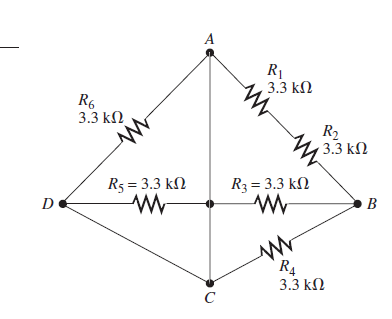 A
R1
3.3 kΩ
R6
3.3 kΩ
R2
3.3 kΩ
R5 = 3.3 kΩ
R3 = 3.3 kΩ
D
B
R4
3.3 kΩ
C